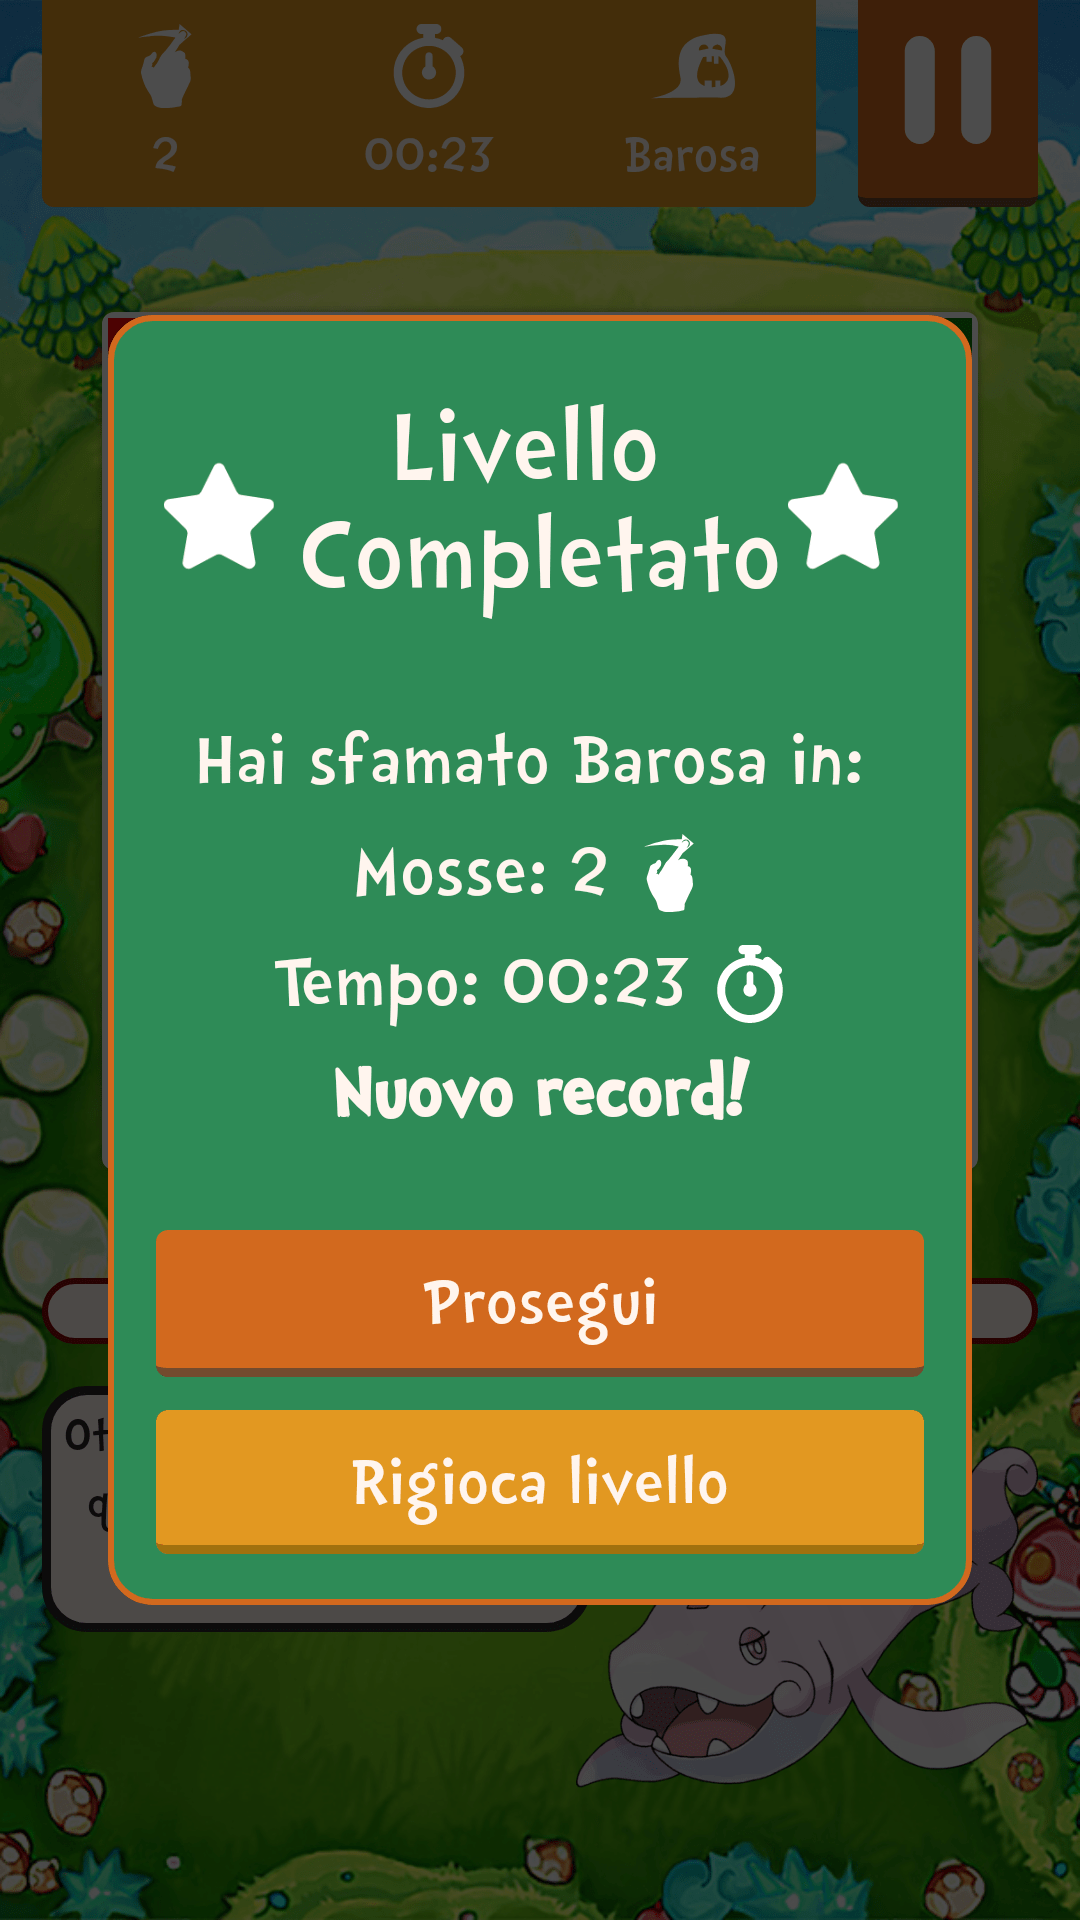 2
00:23
Barosa
Livello
Completato
Hai sfamato Barosa in:
Mosse: 2
Tempo: 00:23
Nuovo record!
Prosegui
Rigioca livello